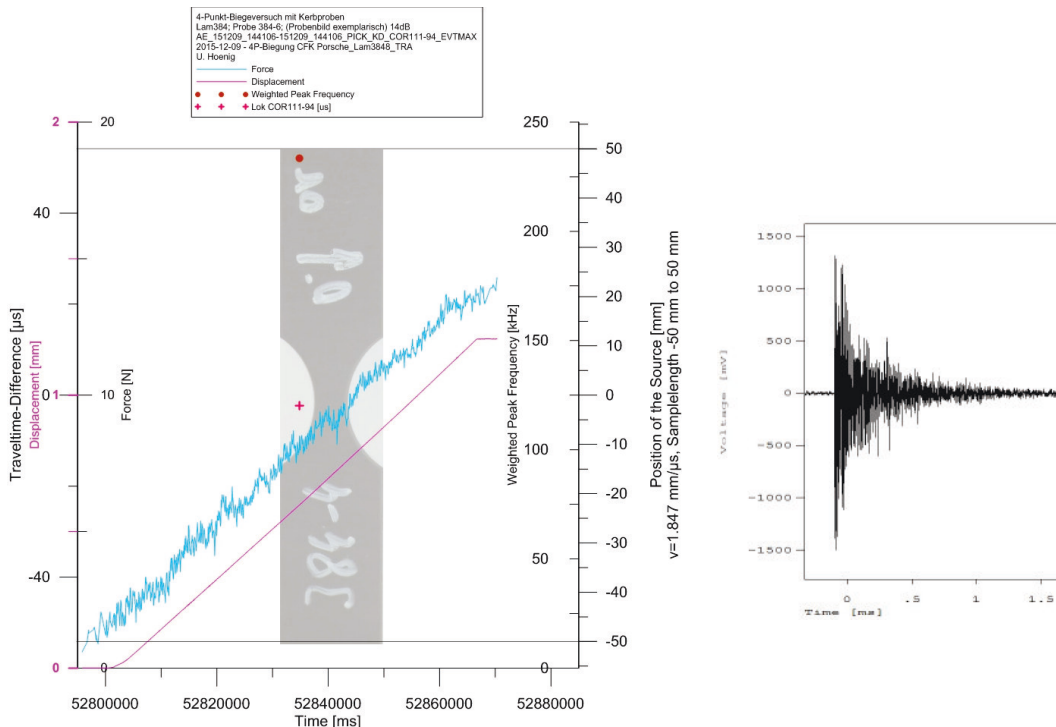 4-Punkt-Biegeversuch mit Kerbproben
Lam384; Probe 384-6; (Probenbild exemplarisch) 14dB
AE_151209_144106-151209_144106_PICK_KD_COR111-94_EVTMAX
2015-12-09 - 4P-Biegung CFK Porsche_Lam3848_TRA
U. Hoenig
Force
Displacement
Weighted Peak Frequency
Lok COR111-94 [us]
Traveltime-Difference [µs]
40
0
-40
Displacement [mm]
2
1
0
Force [N]
20
10
0
Weighted Peak Frequency [kHz]
250
200
150
100
50
0
50
40
30
20
10
0
-10
-20
-30
-40
-50
Position of the Source [mm]
v=1.847 mm/µs, Samplelength -50 mm to 50 mm
52800000 52820000 52840000 52860000 52880000
Time [ms]
Voltage [mV]
1500
1000
500
0
-500
-1000
-1500
0 .5 1 1.5
Time [ms]